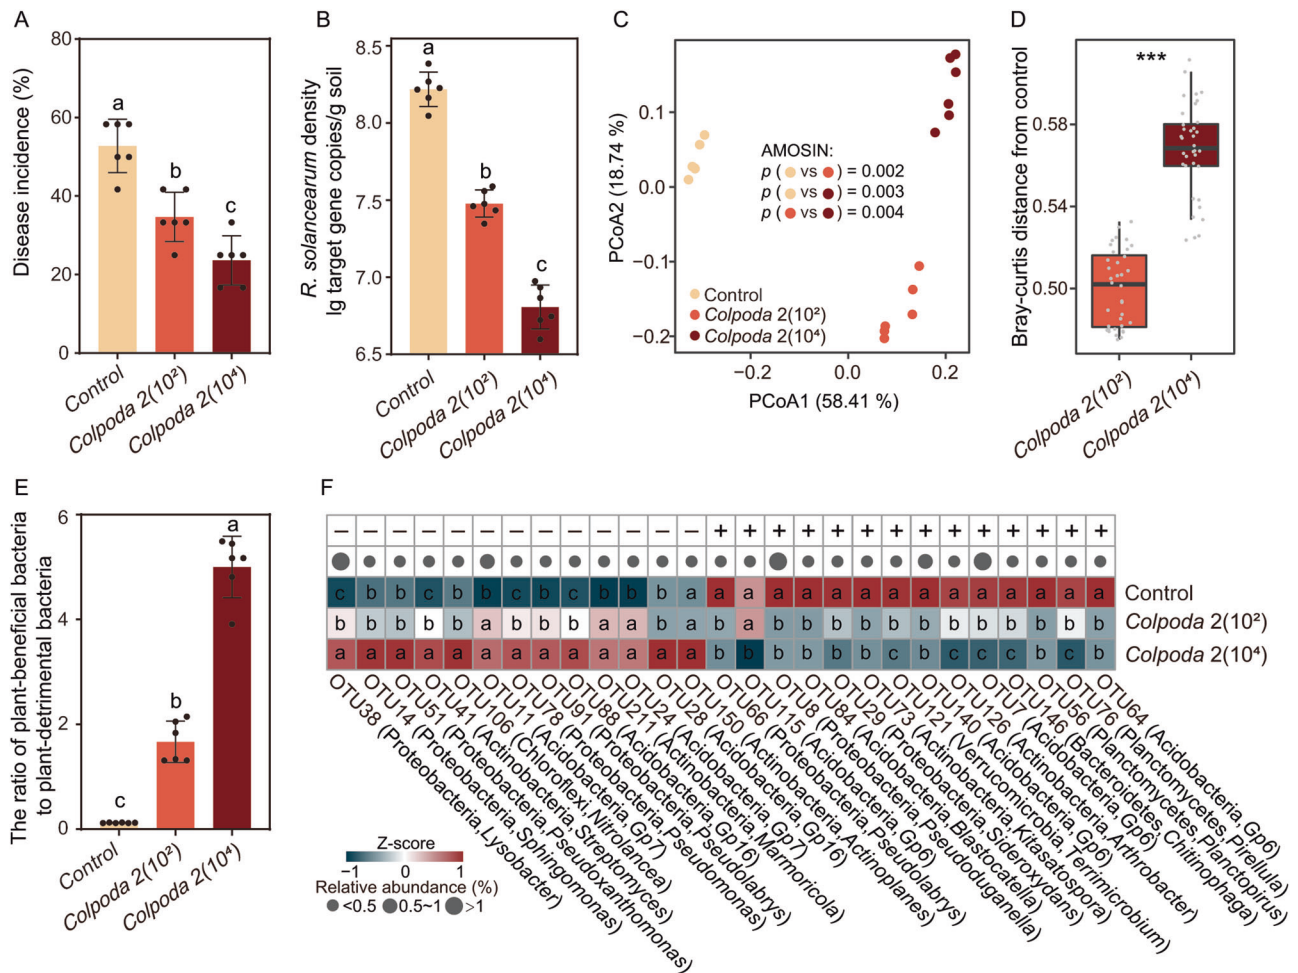 A
Disease incidence (%)
80
60
40
20
0
a
b
c
Control
Colpoda 2(10²)
Colpoda 2(10⁴)
B
R. solancearum density
lg target gene copies/g soil
8.5
8.0
7.5
7.0
6.5
a
b
c
Control
Colpoda 2(10²)
Colpoda 2(10⁴)
C
PCoA2 (18.74 %)
0.1
0.0
−0.1
−0.2
AMOSIN:
p ( vs ) = 0.002
p ( vs ) = 0.003
p ( vs ) = 0.004
Control
Colpoda 2(10²)
Colpoda 2(10⁴)
−0.2
0.0
0.2
PCoA1 (58.41 %)
D
Bray-curtis distance from control
0.58
0.54
0.50
***
Colpoda 2(10²)
Colpoda 2(10⁴)
E
The ratio of plant-beneficial bacteria
to plant-detrimental bacteria
6
4
2
0
c
b
a
Control
Colpoda 2(10²)
Colpoda 2(10⁴)
F
− − − − − − − − − − − − − + + + + + + + + + + + + + +
c b b c b b c c c b b b a a a a a a a a a a a a a a a Control
b b b b b a b b b a a b a b a b b b b b b b b b b b b Colpoda 2(10²)
a a a a a a a a a a a a a b b b b b b c b c c c b c b Colpoda 2(10⁴)
OTU38 (Proteobacteria, Lysobacter)
OTU14 (Proteobacteria, Sphingomonas)
OTU51 (Proteobacteria, Pseudoxanthomonas)
OTU41 (Actinobacteria, Streptomyces)
OTU106 (Chloroflexi, Nitrolancea)
OTU11 (Acidobacteria, Gp7)
OTU78 (Proteobacteria, Pseudomonas)
OTU91 (Proteobacteria, Pseudolabrys)
OTU88 (Acidobacteria, Gp16)
OTU211 (Actinobacteria, Marmoricola)
OTU24 (Acidobacteria, Gp7)
OTU28 (Acidobacteria, Gp16)
OTU150 (Actinobacteria, Actinoplanes)
OTU66 (Proteobacteria, Pseudolabrys)
OTU115 (Acidobacteria, Gp6)
OTU8 (Proteobacteria, Pseudoduganella)
OTU84 (Acidobacteria, Blastocatella)
OTU29 (Proteobacteria, Sideroxydans)
OTU73 (Actinobacteria, Kitasatospora)
OTU121 (Verrucomicrobia, Terrimicrobium)
OTU140 (Acidobacteria, Gp6)
OTU126 (Actinobacteria, Arthrobacter)
OTU7 (Acidobacteria, Gp6)
OTU146 (Bacteroidetes, Chitinophaga)
OTU56 (Planctomycetes, Planctopirus)
OTU76 (Planctomycetes, Pirellula)
OTU64 (Acidobacteria, Gp6)
Z-score
−1 0 1
Relative abundance (%)
<0.5 0.5~1 >1